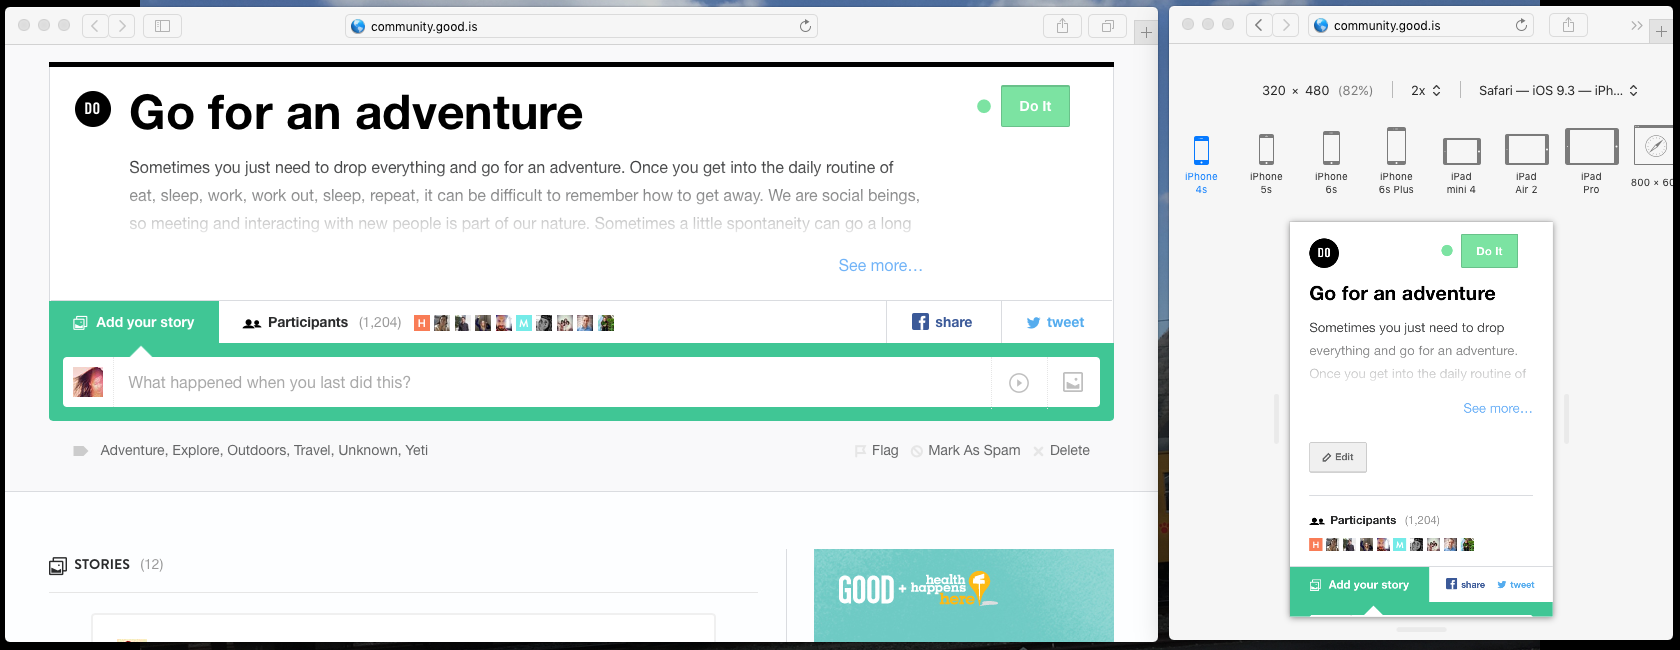 community.good.is
DO
Go for an adventure
Do It
Sometimes you just need to drop everything and go for an adventure. Once you get into the daily routine of
eat, sleep, work, work out, sleep, repeat, it can be difficult to remember how to get away. We are social beings,
so meeting and interacting with new people is part of our nature. Sometimes a little spontaneity can go a long
See more…
Add your story
Participants (1,204)
H
M
share
tweet
What happened when you last did this?
Adventure, Explore, Outdoors, Travel, Unknown, Yeti
Flag
Mark As Spam
Delete
STORIES (12)
GOOD + health
happens
here
community.good.is
320 × 480 (82%)
2x
Safari — iOS 9.3 — iPh...
iPhone
4s
iPhone
5s
iPhone
6s
iPhone
6s Plus
iPad
mini 4
iPad
Air 2
iPad
Pro
800 × 60
DO
Do It
Go for an adventure
Sometimes you just need to drop
everything and go for an adventure.
Once you get into the daily routine of
See more…
Edit
Participants (1,204)
H
M
Add your story
share
tweet